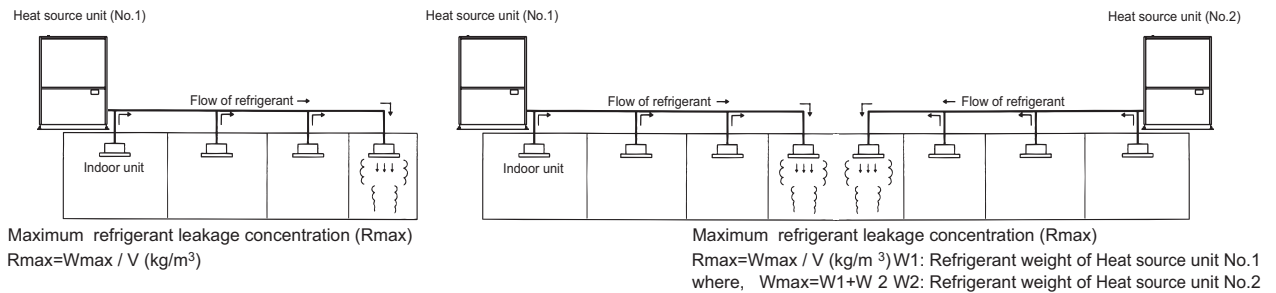 Heat source unit (No.1)
Flow of refrigerant →
Indoor unit
Maximum refrigerant leakage concentration (Rmax)
Rmax=Wmax / V (kg/m³)
Heat source unit (No.1)
Heat source unit (No.2)
Flow of refrigerant →
← Flow of refrigerant
Indoor unit
Maximum refrigerant leakage concentration (Rmax)
Rmax=Wmax / V (kg/m ³) W1: Refrigerant weight of Heat source unit No.1
where, Wmax=W1+W 2 W2: Refrigerant weight of Heat source unit No.2